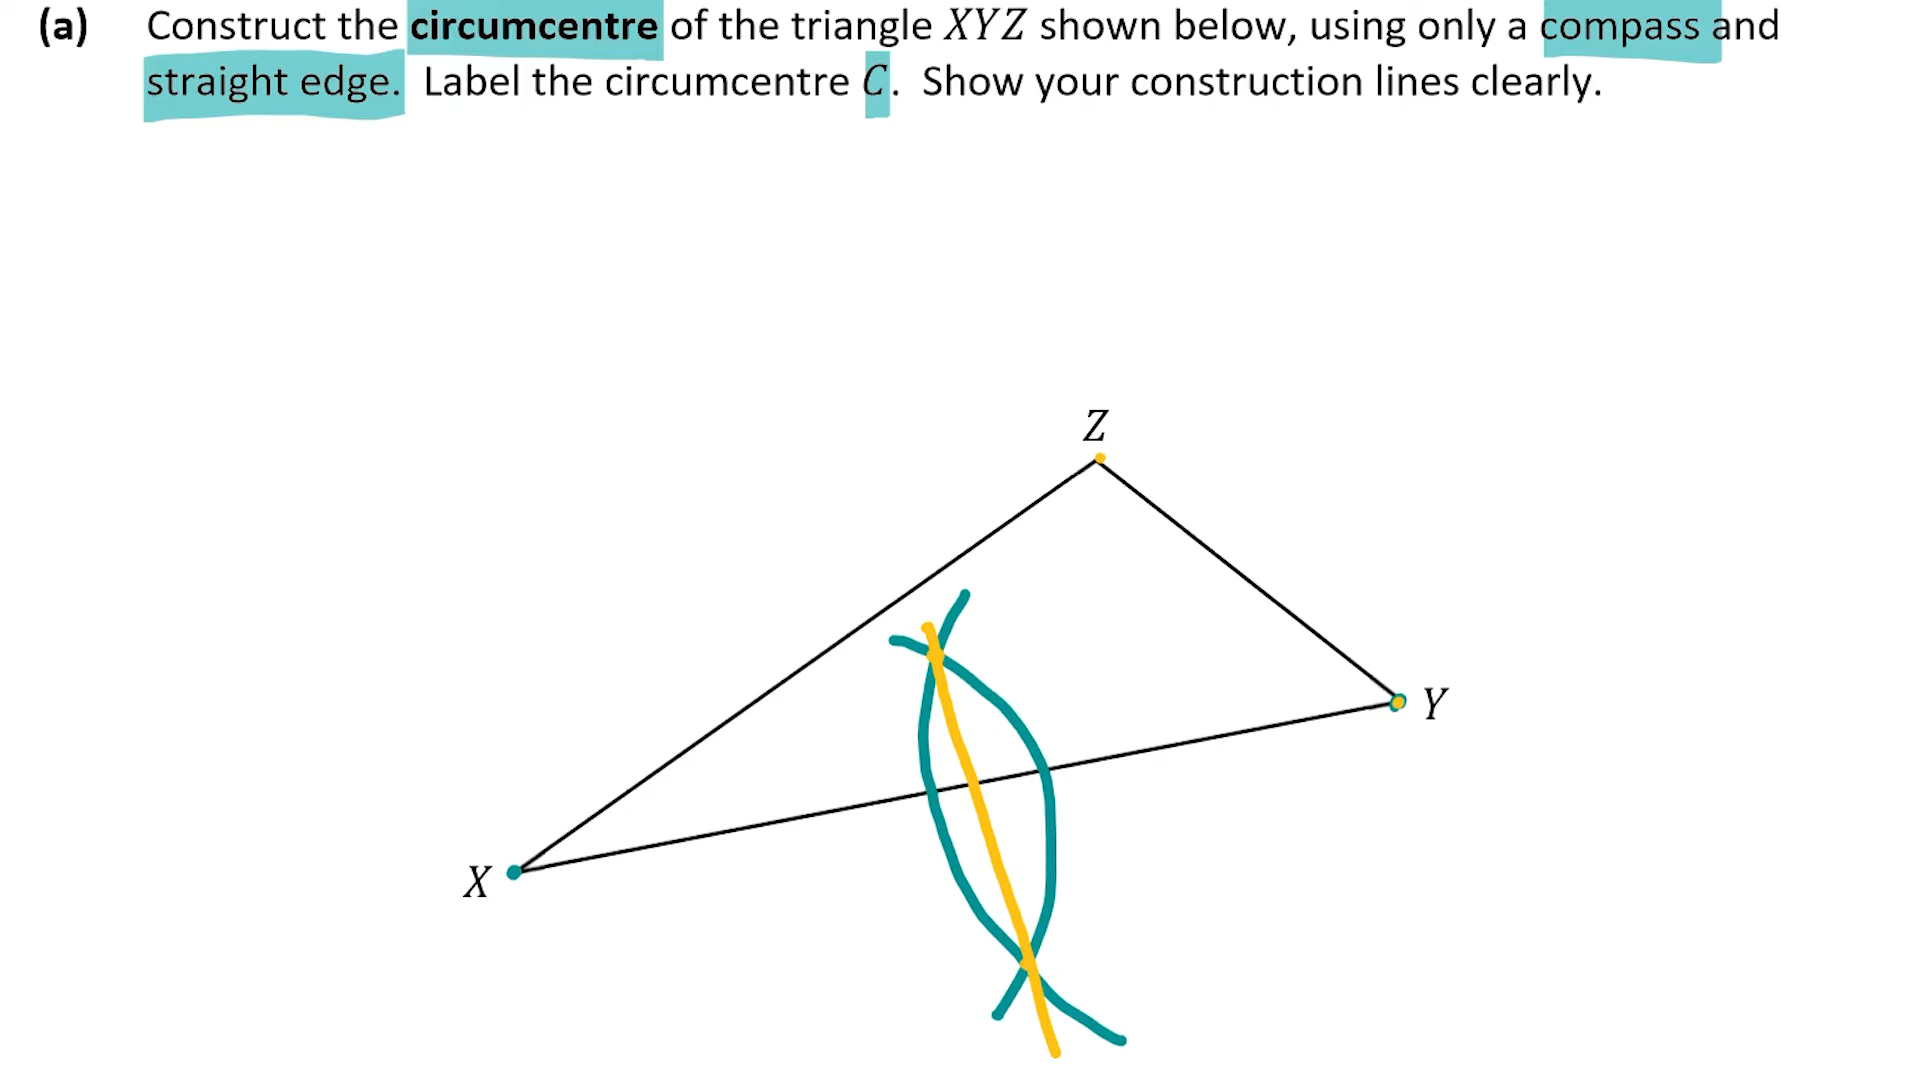 (a) Construct the circumcentre of the triangle XYZ shown below, using only a compass and
straight edge. Label the circumcentre C. Show your construction lines clearly.
Z
Y
X